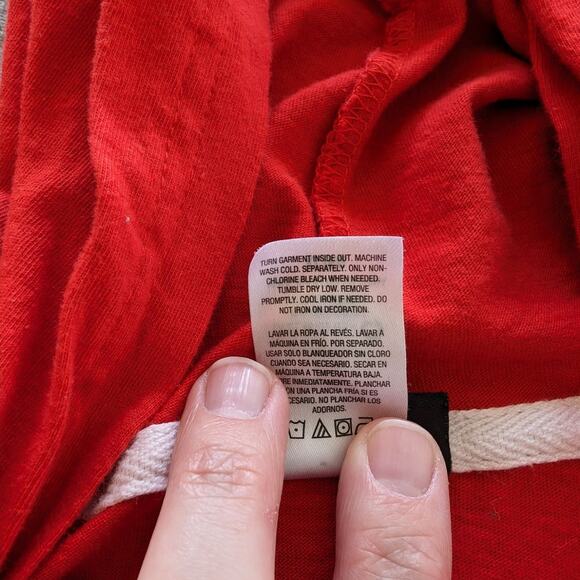 TURN GARMENT INSIDE OUT. MACHINE
WASH COLD. SEPARATELY. ONLY NON-
CHLORINE BLEACH WHEN NEEDED.
TUMBLE DRY LOW. REMOVE
PROMPTLY. COOL IRON IF NEEDED. DO
NOT IRON ON DECORATION.
LAVAR LA ROPA AL REVÉS. LAVAR A
MÁQUINA EN FRÍO. POR SEPARADO.
USAR SOLO BLANQUEADOR SIN CLORO
CUANDO SEA NECESARIO. SECAR EN
MÁQUINA A TEMPERATURA BAJA.
INMEDIATAMENTE. PLANCHAR
CON UNA PLANCHA FRÍA SI ES
NO PLANCHAR LOS
ADORNOS.